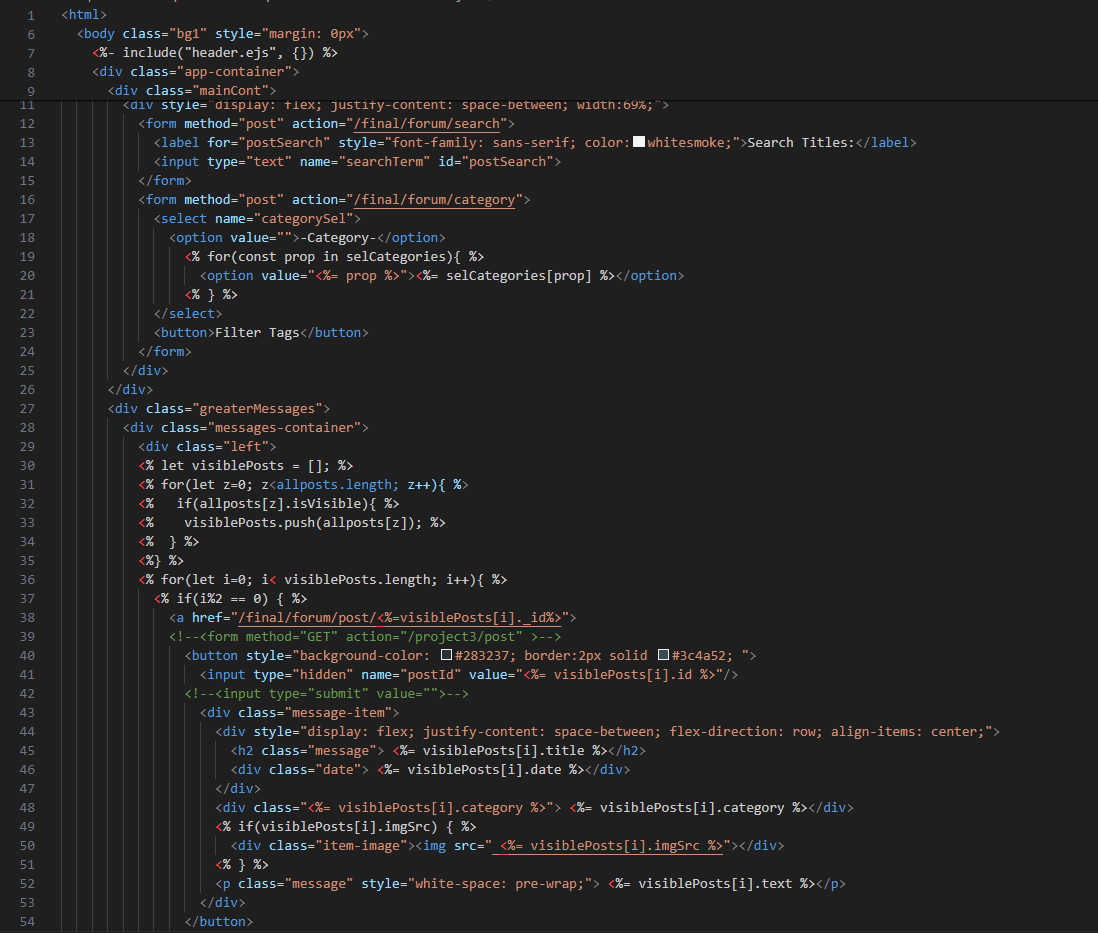 1 <html>
6 <body class="bg1" style="margin: 0px">
7 <%- include("header.ejs", {}) %>
8 <div class="app-container">
9 <div class="mainCont">
11 <div style="display: flex; justify-content: space-between; width:69%;">
12 <form method="post" action="/final/forum/search">
13 <label for="postSearch" style="font-family: sans-serif; color:whitesmoke;">Search Titles:</label>
14 <input type="text" name="searchTerm" id="postSearch">
15 </form>
16 <form method="post" action="/final/forum/category">
17 <select name="categorySel">
18 <option value="">-Category-</option>
19 <% for(const prop in selCategories){ %>
20 <option value="<%= prop %>"><%= selCategories[prop] %></option>
21 <% } %>
22 </select>
23 <button>Filter Tags</button>
24 </form>
25 </div>
26 </div>
27 <div class="greaterMessages">
28 <div class="messages-container">
29 <div class="left">
30 <% let visiblePosts = []; %>
31 <% for(let z=0; z<allposts.length; z++){ %>
32 <%   if(allposts[z].isVisible){ %>
33 <%    visiblePosts.push(allposts[z]); %>
34 <%  } %>
35 <%} %>
36 <% for(let i=0; i< visiblePosts.length; i++){ %>
37 <% if(i%2 == 0) { %>
38 <a href="/final/forum/post/<%=visiblePosts[i]._id%>">
39 <!--<form method="GET" action="/project3/post" >-->
40 <button style="background-color: #283237; border:2px solid #3c4a52; ">
41 <input type="hidden" name="postId" value="<%= visiblePosts[i].id %>"/>
42 <!--<input type="submit" value="">-->
43 <div class="message-item">
44 <div style="display: flex; justify-content: space-between; flex-direction: row; align-items: center;">
45 <h2 class="message"> <%= visiblePosts[i].title %></h2>
46 <div class="date"> <%= visiblePosts[i].date %></div>
47 </div>
48 <div class="<%= visiblePosts[i].category %>"> <%= visiblePosts[i].category %></div>
49 <% if(visiblePosts[i].imgSrc) { %>
50 <div class="item-image"><img src=" <%= visiblePosts[i].imgSrc %>"></div>
51 <% } %>
52 <p class="message" style="white-space: pre-wrap;"> <%= visiblePosts[i].text %></p>
53 </div>
54 </button>